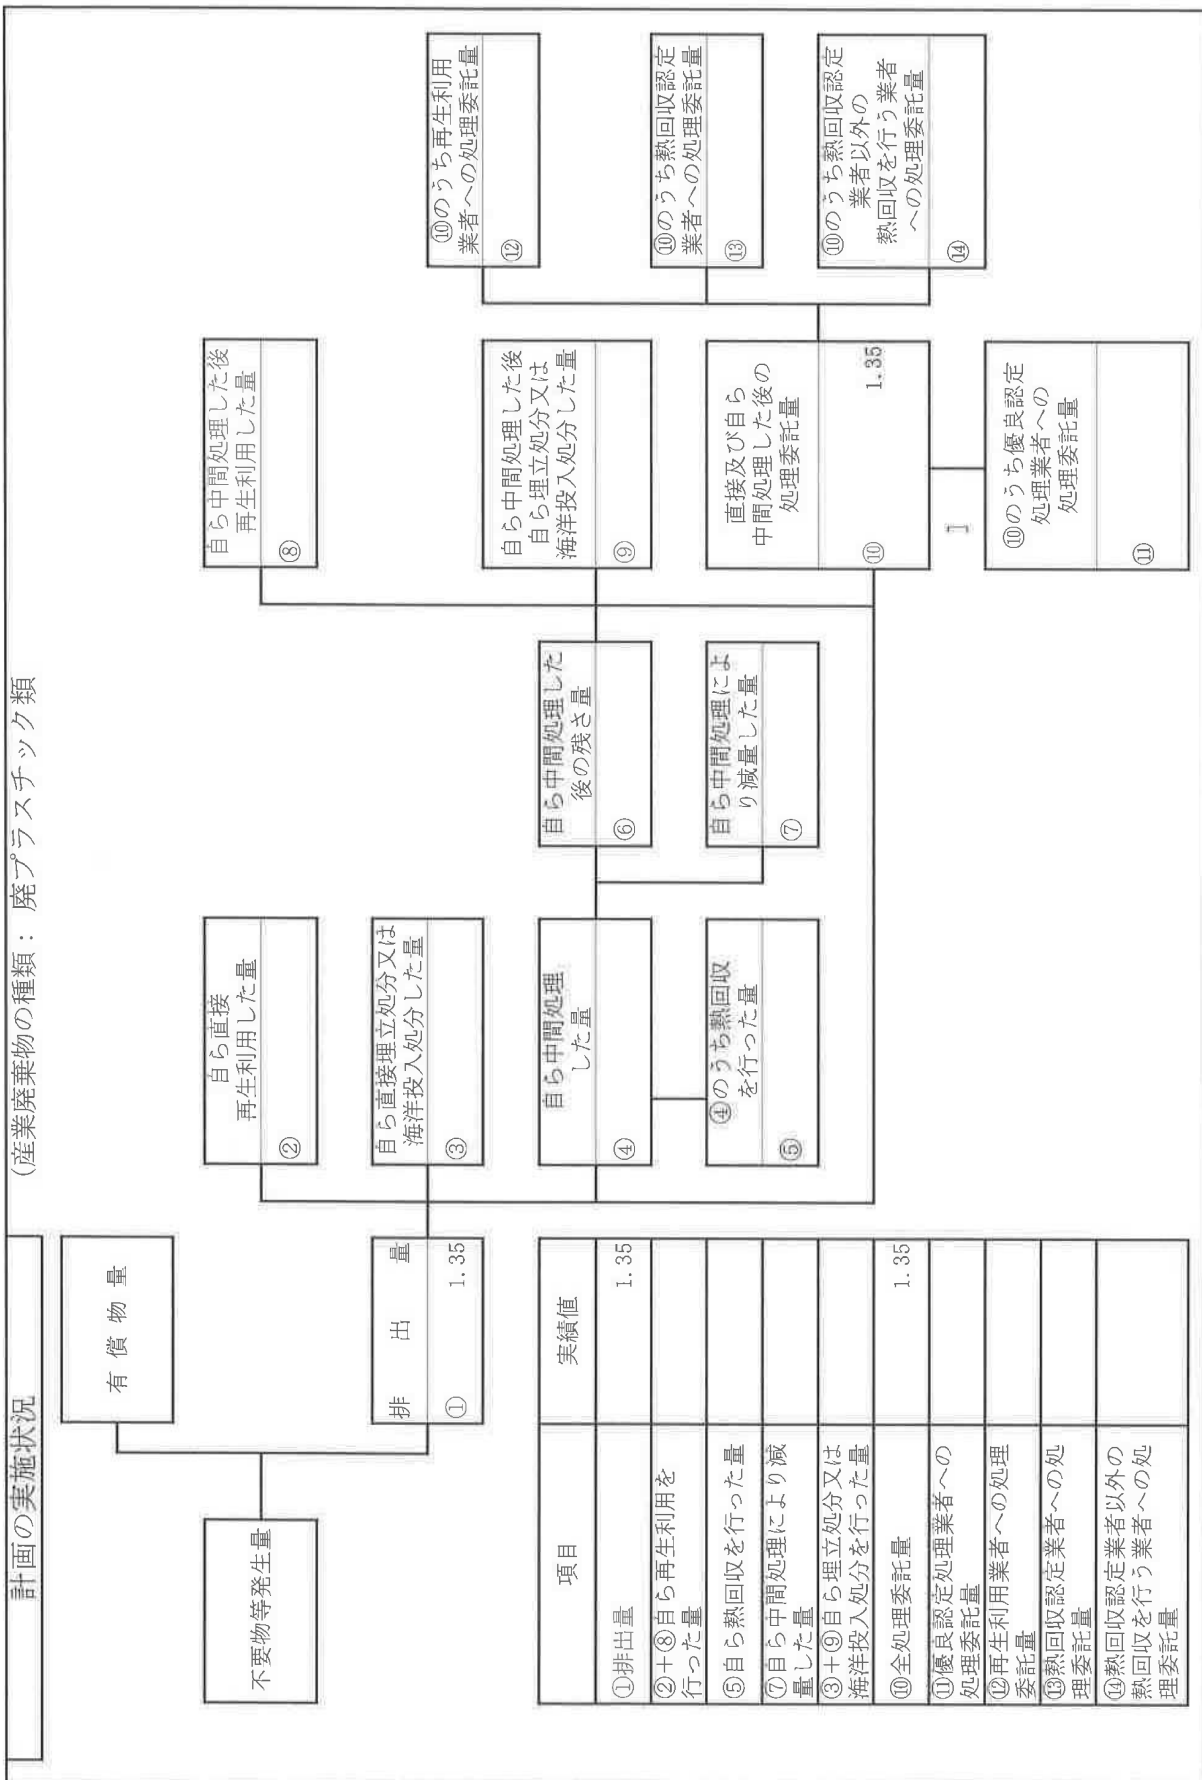 計画の実施状況
(産業廃棄物の種類: 廃プラスチック類
不要物等発生量
有償物量
排出量
① 1.35
自ら直接
再生利用した量
②
自ら直接埋立処分又は
海洋投入処分した量
③
自ら中間処理
した量
④
④のうち熱回収
を行った量
⑤
自ら中間処理した
後の残さ量
⑥
自ら中間処理によ
り減量した量
⑦
自ら中間処理した後
再生利用した量
⑧
自ら中間処理した後
自ら埋立処分又は
海洋投入処分した量
⑨
直接及び自ら
中間処理した後の
処理委託量
⑩ 1.35
⑩のうち優良認定
処理業者への
処理委託量
⑪
⑩のうち再生利用
業者への処理委託量
⑫
⑩のうち熱回収認定
業者への処理委託量
⑬
⑩のうち熱回収認定
業者以外の
熱回収を行う業者
への処理委託量
⑭
項目 実績値
①排出量 1.35
②+⑧自ら再生利用を
行った量
⑤自ら熱回収を行った量
⑦自ら中間処理により減
量した量
③+⑨自ら埋立処分又は
海洋投入処分を行った量
⑩全処理委託量 1.35
⑪優良認定処理業者への
処理委託量
⑫再生利用業者への処理
委託量
⑬熱回収認定業者への処
理委託量
⑭熱回収認定業者以外の
熱回収を行う業者への処
理委託量